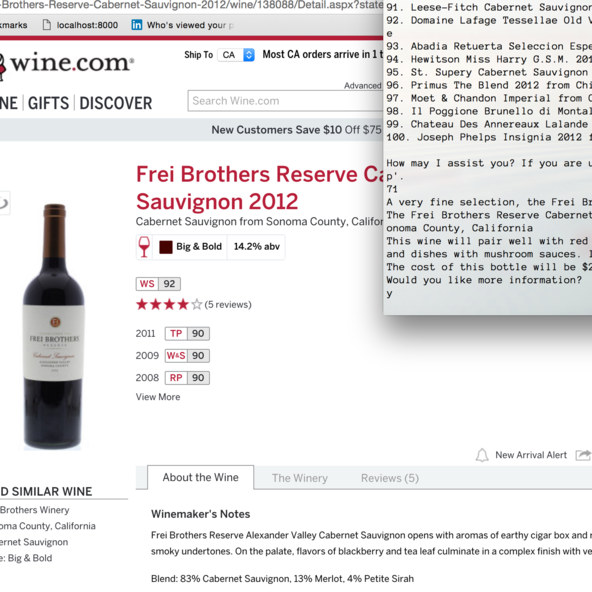 -Brothers-Reserve-Cabernet-Sauvignon-2012/wine/138088/Detail.aspx?state
kmarks localhost:8000 Who's viewed your p
wine.com
Ship To CA Most CA orders arrive in 1 t
NE | GIFTS | DISCOVER
Advanced
Search Wine.com
New Customers Save $10 Off $75
Frei Brothers Reserve Ca
Sauvignon 2012
Cabernet Sauvignon from Sonoma County, Califor
Big & Bold 14.2% abv
WS 92
(5 reviews)
2011 TP 90
2009 W&S 90
2008 RP 90
View More
FREI BROTHERS
RESERVE
Cabernet Sauvignon
New Arrival Alert
About the Wine The Winery Reviews (5)
D SIMILAR WINE
Brothers Winery
oma County, California
ernet Sauvignon
e: Big & Bold
Winemaker's Notes
Frei Brothers Reserve Alexander Valley Cabernet Sauvignon opens with aromas of earthy cigar box and r
smoky undertones. On the palate, flavors of blackberry and tea leaf culminate in a complex finish with ve
Blend: 83% Cabernet Sauvignon, 13% Merlot, 4% Petite Sirah
91. Leese-Fitch Cabernet Sauvignon
92. Domaine Lafage Tessellae Old V
e
93. Abadia Retuerta Seleccion Espe
94. Hewitson Miss Harry G.S.M. 201
95. St. Supery Cabernet Sauvignon
96. Primus The Blend 2012 from Chi
97. Moet & Chandon Imperial from C
98. Il Poggione Brunello di Montal
99. Chateau Des Annereaux Lalande
100. Joseph Phelps Insignia 2012 f
How may I assist you? If you are u
p'.
71
A very fine selection, the Frei Br
The Frei Brothers Reserve Cabernet
onoma County, California
This wine will pair well with red
and dishes with mushroom sauces. I
The cost of this bottle will be $2
Would you like more information?
y